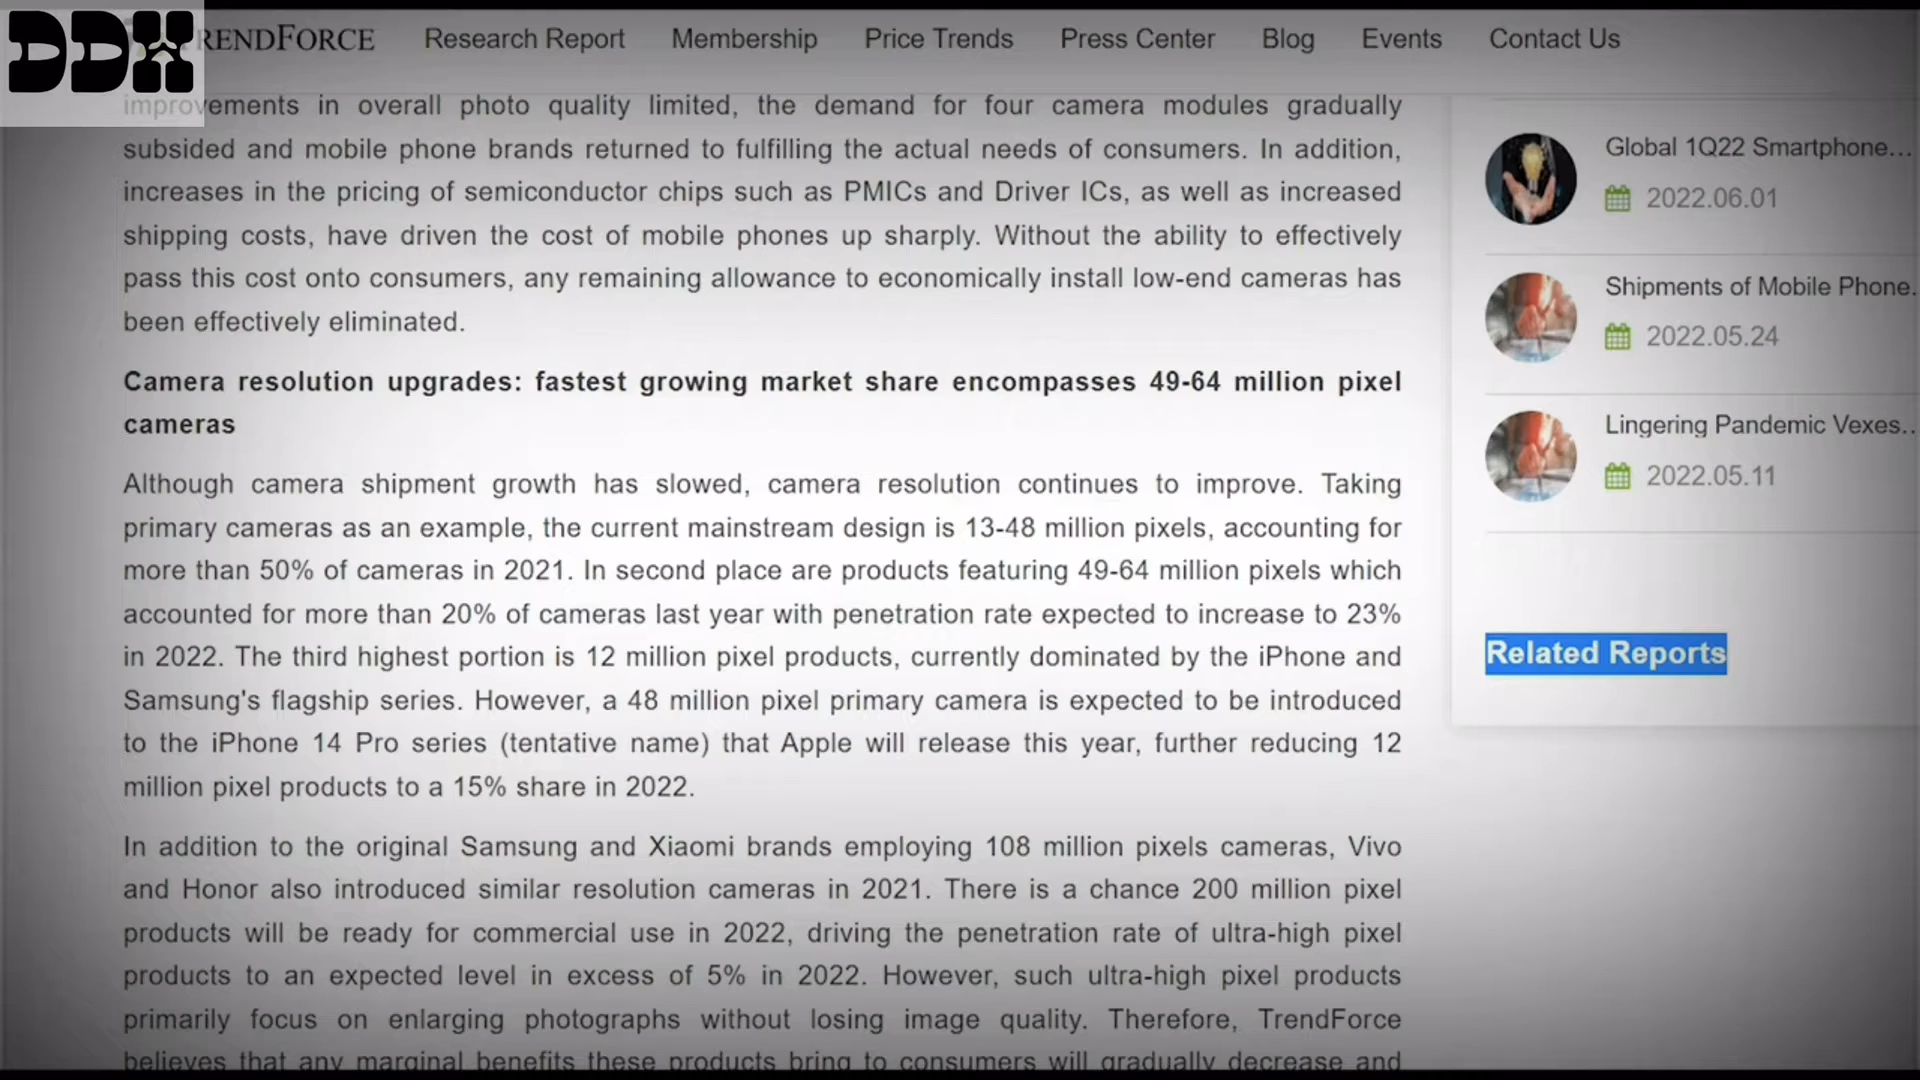 DDX
RENDFORCE
Research Report
Membership
Price Trends
Press Center
Blog
Events
Contact Us
improvements in overall photo quality limited, the demand for four camera modules gradually
subsided and mobile phone brands returned to fulfilling the actual needs of consumers. In addition,
increases in the pricing of semiconductor chips such as PMICs and Driver ICs, as well as increased
shipping costs, have driven the cost of mobile phones up sharply. Without the ability to effectively
pass this cost onto consumers, any remaining allowance to economically install low-end cameras has
been effectively eliminated.
Camera resolution upgrades: fastest growing market share encompasses 49-64 million pixel
cameras
Although camera shipment growth has slowed, camera resolution continues to improve. Taking
primary cameras as an example, the current mainstream design is 13-48 million pixels, accounting for
more than 50% of cameras in 2021. In second place are products featuring 49-64 million pixels which
accounted for more than 20% of cameras last year with penetration rate expected to increase to 23%
in 2022. The third highest portion is 12 million pixel products, currently dominated by the iPhone and
Samsung's flagship series. However, a 48 million pixel primary camera is expected to be introduced
to the iPhone 14 Pro series (tentative name) that Apple will release this year, further reducing 12
million pixel products to a 15% share in 2022.
In addition to the original Samsung and Xiaomi brands employing 108 million pixels cameras, Vivo
and Honor also introduced similar resolution cameras in 2021. There is a chance 200 million pixel
products will be ready for commercial use in 2022, driving the penetration rate of ultra-high pixel
products to an expected level in excess of 5% in 2022. However, such ultra-high pixel products
primarily focus on enlarging photographs without losing image quality. Therefore, TrendForce
believes that any marginal benefits these products bring to consumers will gradually decrease and
Global 1Q22 Smartphone...
2022.06.01
Shipments of Mobile Phone.
2022.05.24
Lingering Pandemic Vexes..
2022.05.11
Related Reports